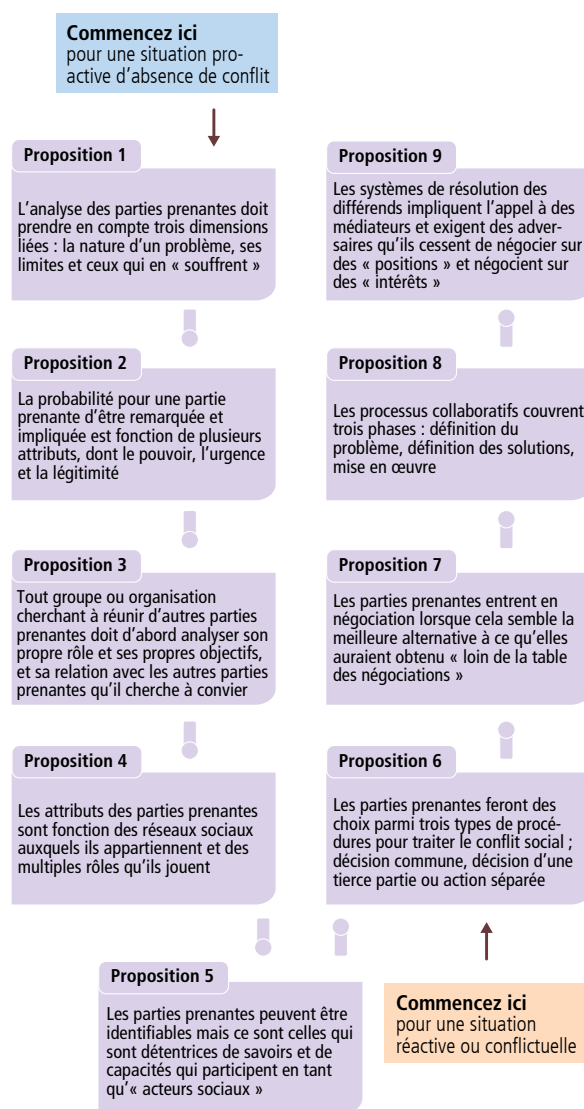 Commencez ici
pour une situation pro-
active d'absence de conflit
Proposition 1
L'analyse des parties prenantes doit
prendre en compte trois dimensions
liées : la nature d'un problème, ses
limites et ceux qui en « souffrent »
Proposition 2
La probabilité pour une partie
prenante d'être remarquée et
impliquée est fonction de plusieurs
attributs, dont le pouvoir, l'urgence
et la légitimité
Proposition 3
Tout groupe ou organisation
cherchant à réunir d'autres parties
prenantes doit d'abord analyser son
propre rôle et ses propres objectifs,
et sa relation avec les autres parties
prenantes qu'il cherche à convier
Proposition 4
Les attributs des parties prenantes
sont fonction des réseaux sociaux
auxquels ils appartiennent et des
multiples rôles qu'ils jouent
Proposition 5
Les parties prenantes peuvent être
identifiables mais ce sont celles qui
sont détentrices de savoirs et de
capacités qui participent en tant
qu'« acteurs sociaux »
Commencez ici
pour une situation
réactive ou conflictuelle
Proposition 6
Les parties prenantes feront des
choix parmi trois types de procé-
dures pour traiter le conflit social ;
décision commune, décision d'une
tierce partie ou action séparée
Proposition 7
Les parties prenantes entrent en
négociation lorsque cela semble la
meilleure alternative à ce qu'elles
auraient obtenu « loin de la table
des négociations »
Proposition 8
Les processus collaboratifs couvrent
trois phases : définition du
problème, définition des solutions,
mise en œuvre
Proposition 9
Les systèmes de résolution des
différends impliquent l'appel à des
médiateurs et exigent des adver-
saires qu'ils cessent de négocier sur
des « positions » et négocient sur
des « intérêts »